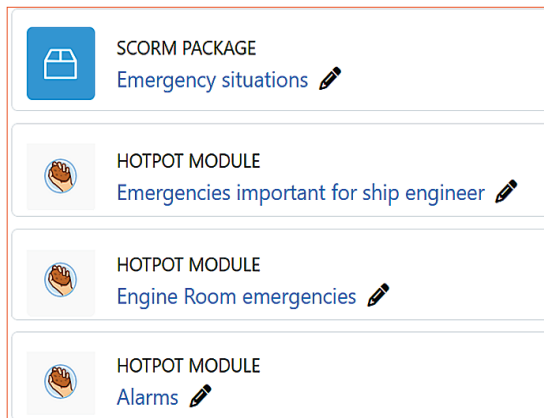 SCORM PACKAGE
Emergency situations
HOTPOT MODULE
Emergencies important for ship engineer
HOTPOT MODULE
Engine Room emergencies
HOTPOT MODULE
Alarms